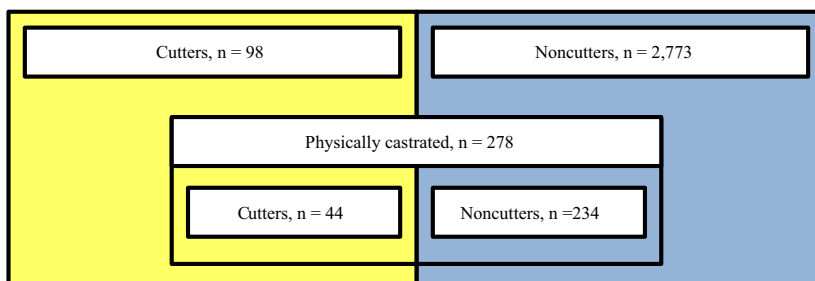 Cutters, n = 98
Noncutters, n = 2,773
Physically castrated, n = 278
Cutters, n = 44
Noncutters, n =234